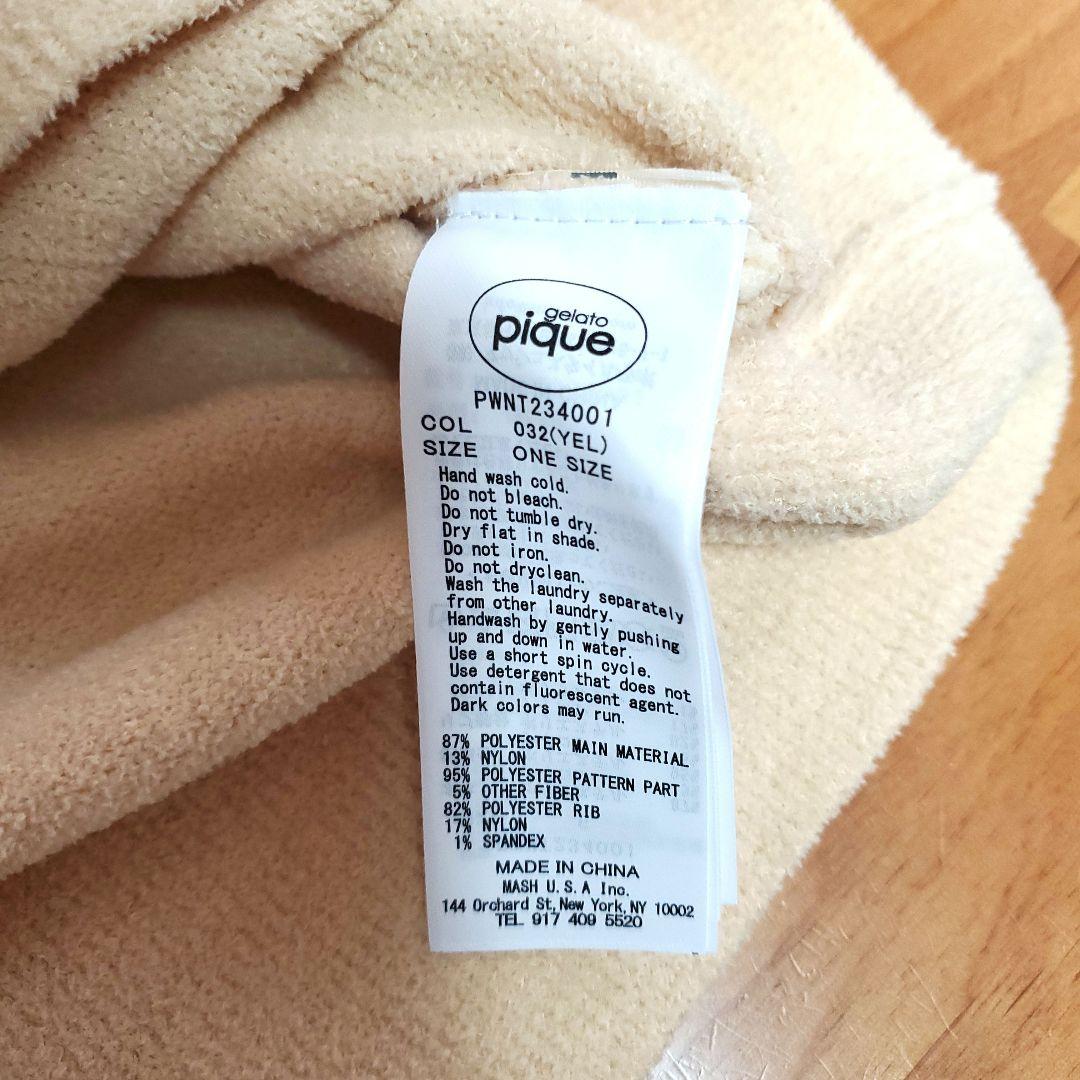 gelato
pique
PWNT234001
COL 032(YEL)
SIZE ONE SIZE
Hand wash cold.
Do not bleach.
Do not tumble dry.
Dry flat in shade.
Do not iron.
Do not dryclean.
Wash the laundry separately
from other laundry.
Handwash by gently pushing
up and down in water.
Use a short spin cycle.
Use detergent that does not
contain fluorescent agent.
Dark colors may run.
87% POLYESTER MAIN MATERIAL
13% NYLON
95% POLYESTER PATTERN PART
5% OTHER FIBER
82% POLYESTER RIB
17% NYLON
1% SPANDEX
MADE IN CHINA
MASH U.S.A Inc.
144 Orchard St,New York,NY 10002
TEL 917 409 5520